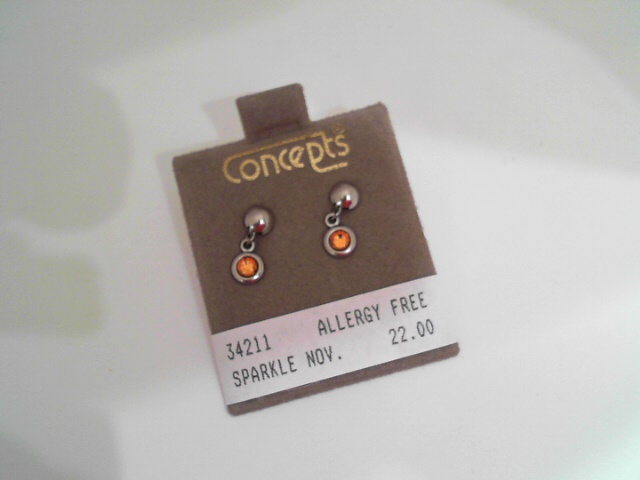 Concepts
34211 ALLERGY FREE
SPARKLE NOV. 22.00